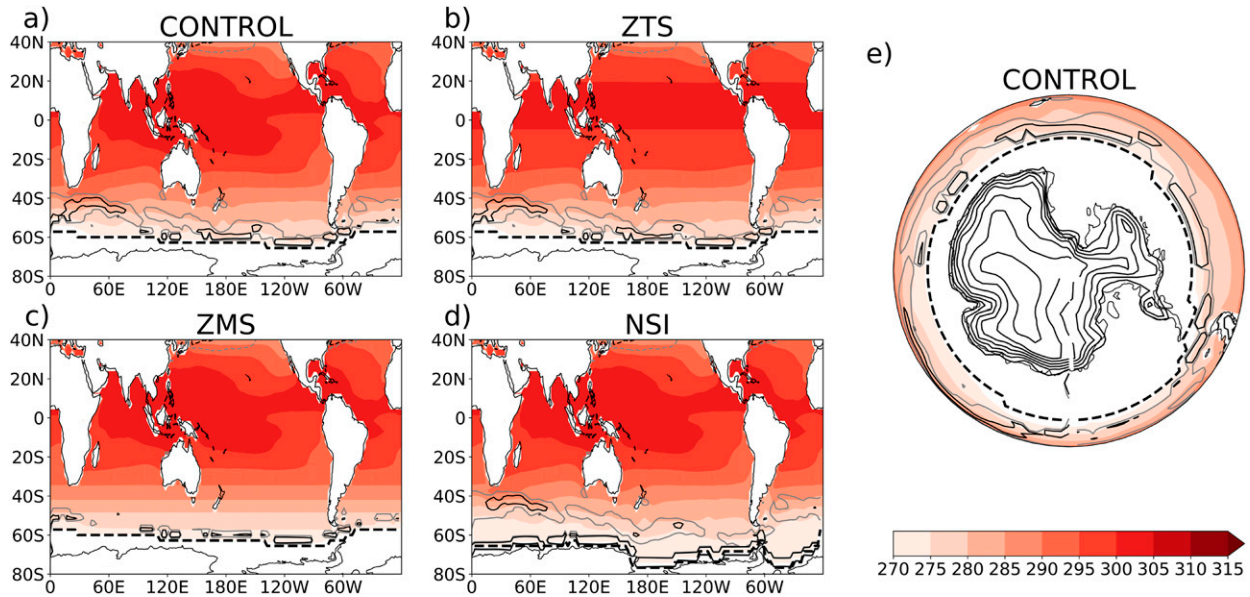 a) CONTROL
40N
20N
0
20S
40S
60S
80S
0 60E 120E 180E 120W 60W
b) ZTS
40N
20N
0
20S
40S
60S
80S
0 60E 120E 180E 120W 60W
c) ZMS
40N
20N
0
20S
40S
60S
80S
0 60E 120E 180E 120W 60W
d) NSI
40N
20N
0
20S
40S
60S
80S
0 60E 120E 180E 120W 60W
e)
CONTROL
270 275 280 285 290 295 300 305 310 315